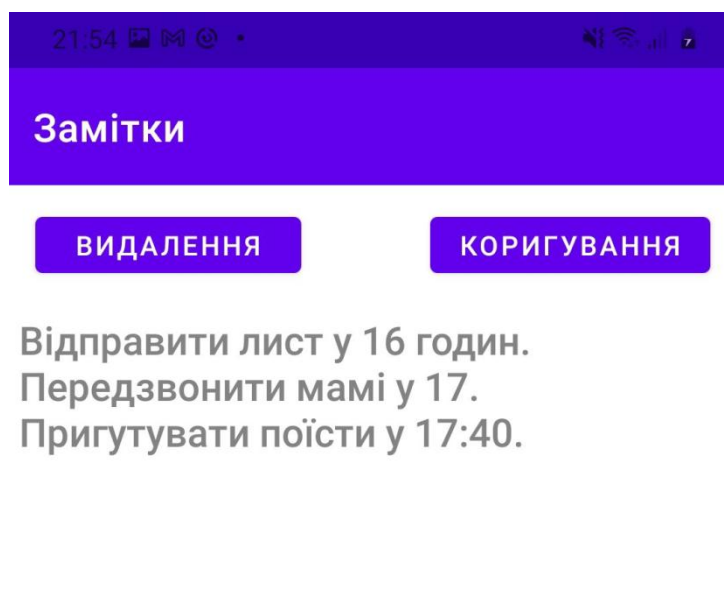 21:54
Замітки
ВИДАЛЕННЯ КОРИГУВАННЯ
Відправити лист у 16 годин.
Передзвонити мамі у 17.
Пригутувати поїсти у 17:40.